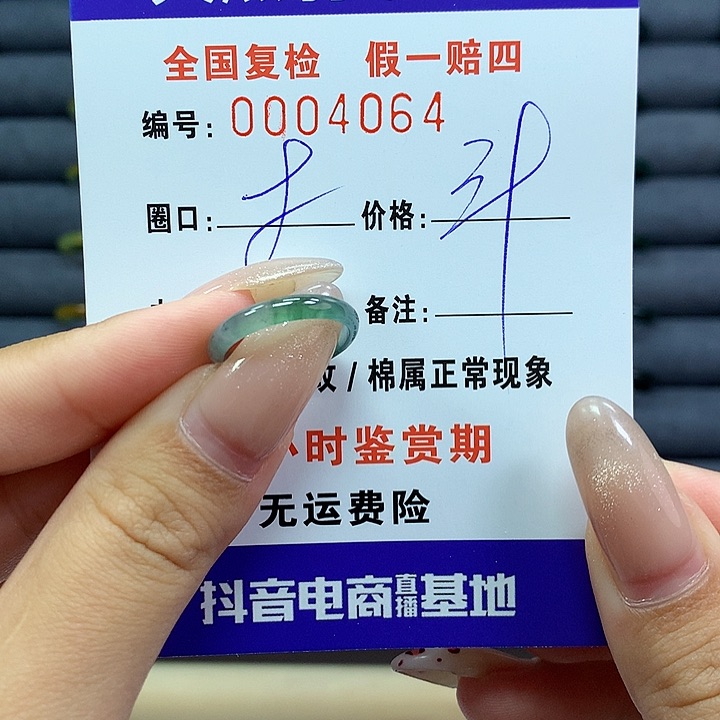 全国复检 假一赔四
编号: 0004064
圈口: 价格:
备注:
/棉属正常现象
时鉴赏期
无运费险
抖音电商直播基地